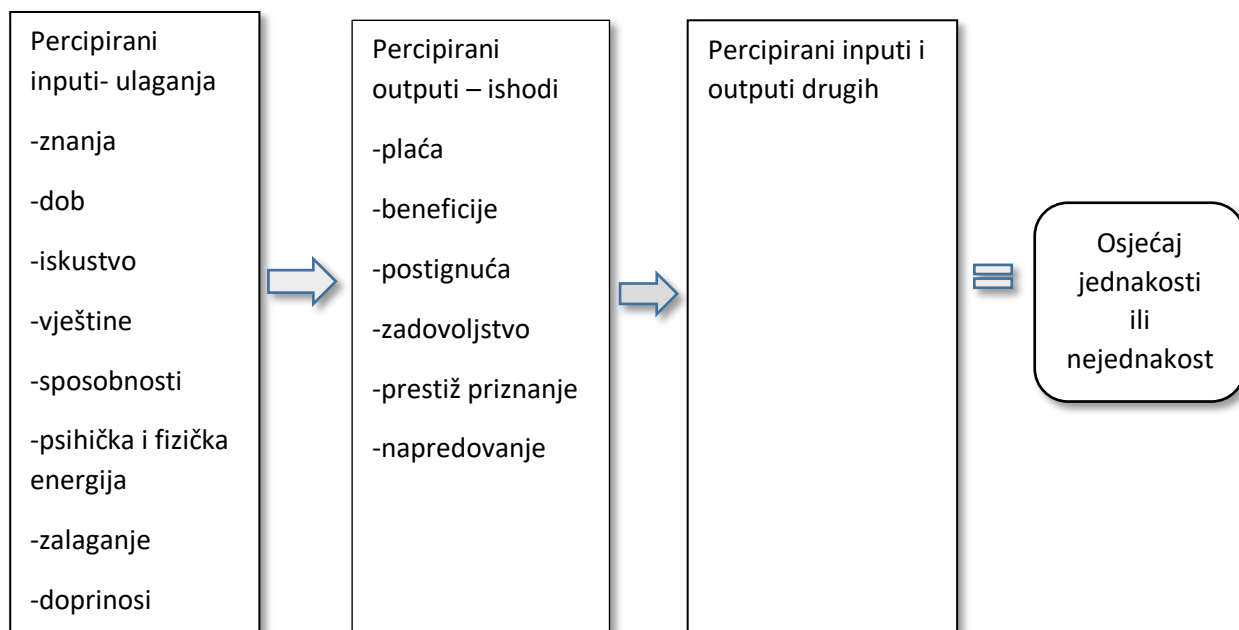 Percipirani
inputi- ulaganja
-znanja
-dob
-iskustvo
-vještine
-sposobnosti
-psihička i fizička
energija
-zalaganje
-doprinosi
Percipirani
outputi – ishodi
-plaća
-beneficije
-postignuća
-zadovoljstvo
-prestiž priznanje
-napredovanje
Percipirani inputi i
outputi drugih
Osjećaj
jednakosti
ili
nejednakost